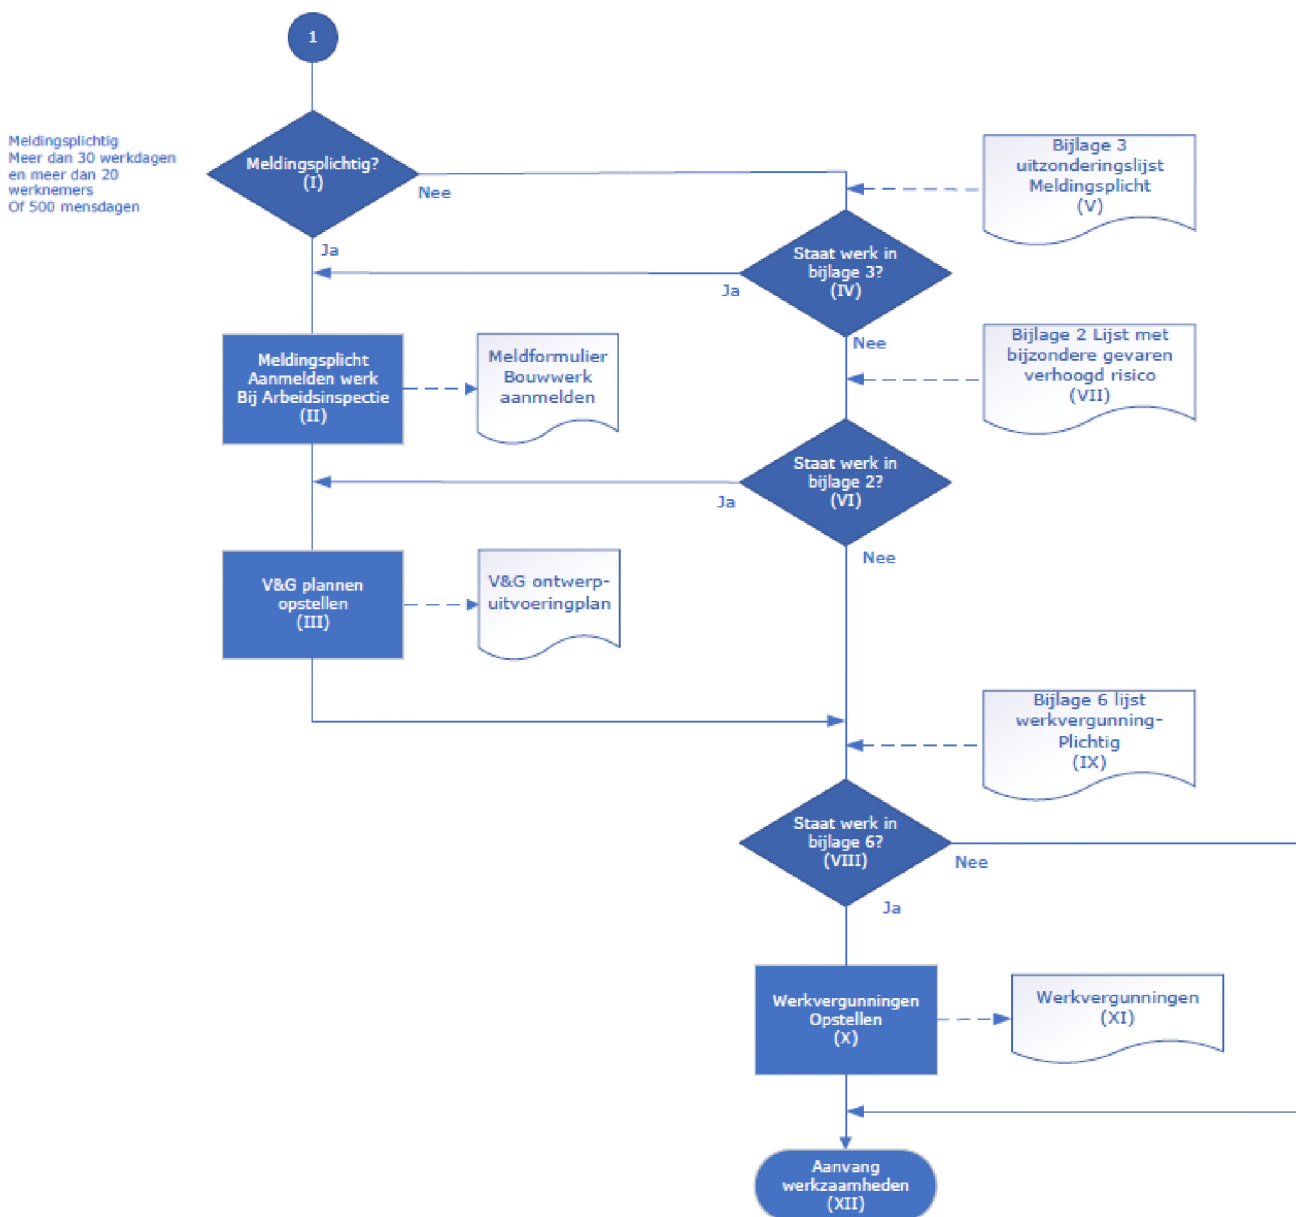 1
Meldingsplichtig
Meer dan 30 werkdagen
en meer dan 20
werknemers
Of 500 mensdagen
Meldingsplichtig?
(I)
Nee
Ja
Bijlage 3
uitzonderingslijst
Meldingsplicht
(V)
Staat werk in
bijlage 3?
(IV)
Ja
Nee
Meldingsplicht
Aanmelden werk
Bij Arbeidsinspectie
(II)
Meldformulier
Bouwwerk
aanmelden
Bijlage 2 Lijst met
bijzondere gevaren
verhoogd risico
(VII)
Staat werk in
bijlage 2?
(VI)
Ja
Nee
V&G plannen
opstellen
(III)
V&G ontwerp-
uitvoeringplan
Bijlage 6 lijst
werkvergunning-
Plichtig
(IX)
Staat werk in
bijlage 6?
(VIII)
Nee
Ja
Werkvergunningen
Opstellen
(X)
Werkvergunningen
(XI)
Aanvang
werkzaamheden
(XII)